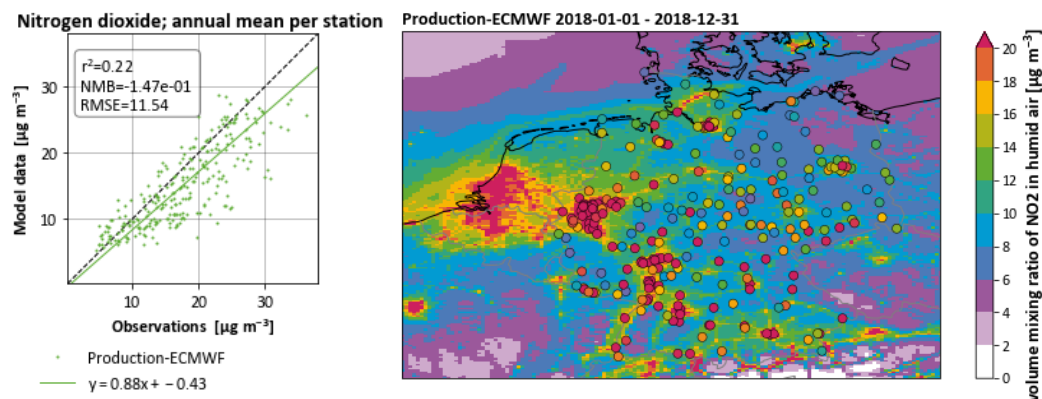 Nitrogen dioxide; annual mean per station
r²=0.22
NMB=-1.47e-01
RMSE=11.54
Model data [µg m⁻³]
30
20
10
10
20
30
Observations [µg m⁻³]
Production-ECMWF
y = 0.88x + −0.43
Production-ECMWF 2018-01-01 - 2018-12-31
20
18
16
14
12
10
8
6
4
2
0
volume mixing ratio of NO2 in humid air [µg m⁻³]